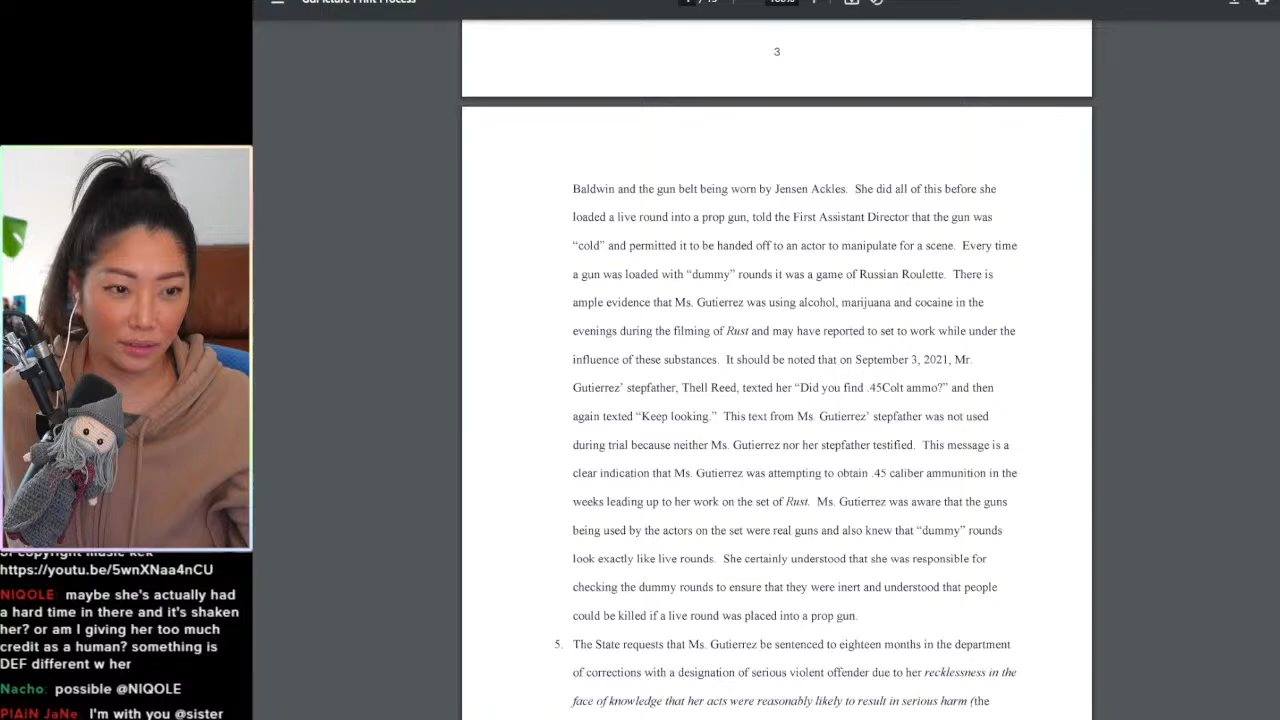 3
Baldwin and the gun belt being worn by Jensen Ackles.  She did all of this before she
loaded a live round into a prop gun, told the First Assistant Director that the gun was
“cold” and permitted it to be handed off to an actor to manipulate for a scene.  Every time
a gun was loaded with “dummy” rounds it was a game of Russian Roulette.  There is
ample evidence that Ms. Gutierrez was using alcohol, marijuana and cocaine in the
evenings during the filming of Rust and may have reported to set to work while under the
influence of these substances.  It should be noted that on September 3, 2021, Mr.
Gutierrez’ stepfather, Thell Reed, texted her “Did you find .45Colt ammo?” and then
again texted “Keep looking.”  This text from Ms. Gutierrez’ stepfather was not used
during trial because neither Ms. Gutierrez nor her stepfather testified.  This message is a
clear indication that Ms. Gutierrez was attempting to obtain .45 caliber ammunition in the
weeks leading up to her work on the set of Rust.  Ms. Gutierrez was aware that the guns
being used by the actors on the set were real guns and also knew that “dummy” rounds
look exactly like live rounds.  She certainly understood that she was responsible for
checking the dummy rounds to ensure that they were inert and understood that people
could be killed if a live round was placed into a prop gun.
5. The State requests that Ms. Gutierrez be sentenced to eighteen months in the department
of corrections with a designation of serious violent offender due to her recklessness in the
face of knowledge that her acts were reasonably likely to result in serious harm (the
of copyright music kek
https://youtu.be/5wnXNaa4nCU
NIQOLE maybe she's actually had
a hard time in there and it's shaken
her? or am I giving her too much
credit as a human? something is
DEF different w her
Nacho: possible @NIQOLE
PlAiN JaNe I'm with you @sister